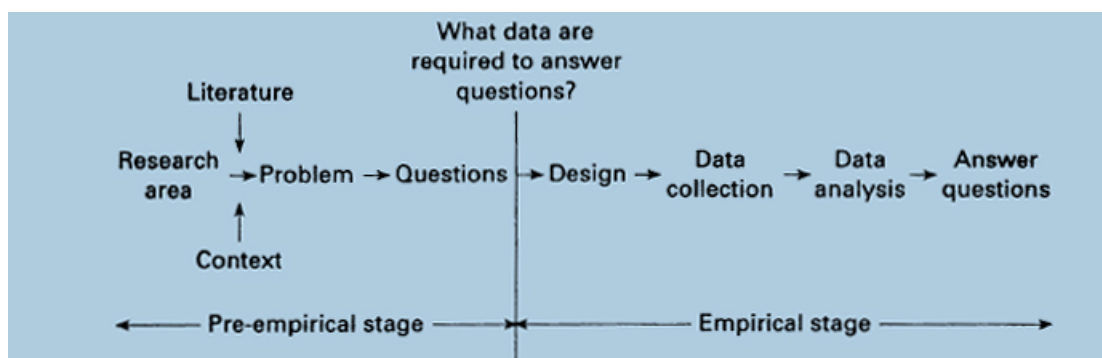 What data are
required to answer
questions?
Literature
Research
area
Problem
Questions
Design
Data
collection
Data
analysis
Answer
questions
Context
Pre-empirical stage
Empirical stage